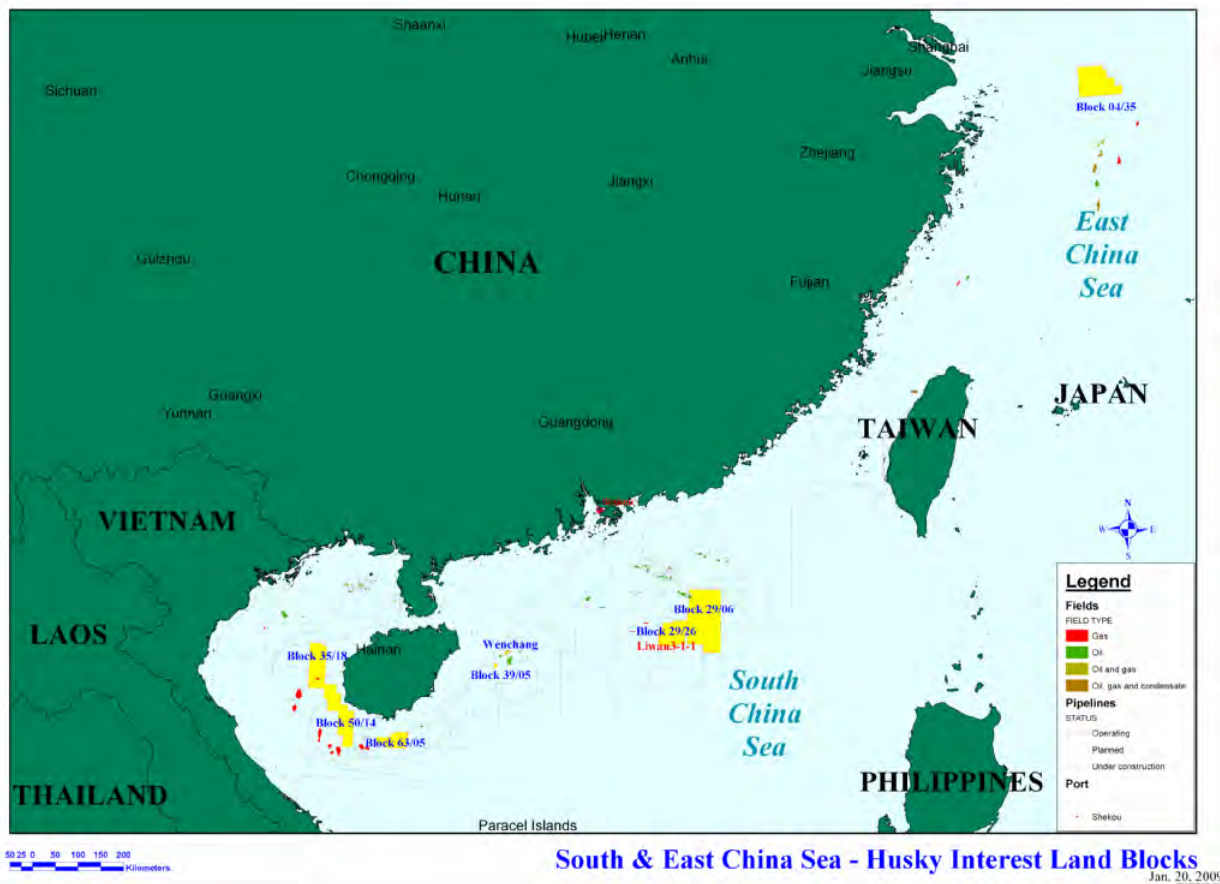 Shaanxi
Hubei
Henan
Shanghai
Anhui
Jiangsu
Sichuan
Block 04/35
Zhejiang
Chongqing
Hunan
Jiangxi
East
China
Sea
CHINA
Guizhou
Fujian
JAPAN
Guangxi
Yunnan
Guangdong
TAIWAN
VIETNAM
N
W
E
S
Legend
Fields
FIELD TYPE
Gas
Oil
Oil and gas
Oil, gas and condensate
Pipelines
STATUS
Operating
Planned
Under construction
Port
Shekou
Block 29/06
Block 29/26
Liwan3-1-1
LAOS
Wenchang
Hainan
Block 35/18
Block 39/05
South
China
Sea
Block 50/14
Block 63/05
PHILIPPINES
THAILAND
Paracel Islands
50 25 0 50 100 150 200
Kilometers
South & East China Sea - Husky Interest Land Blocks
Jan. 20, 2009